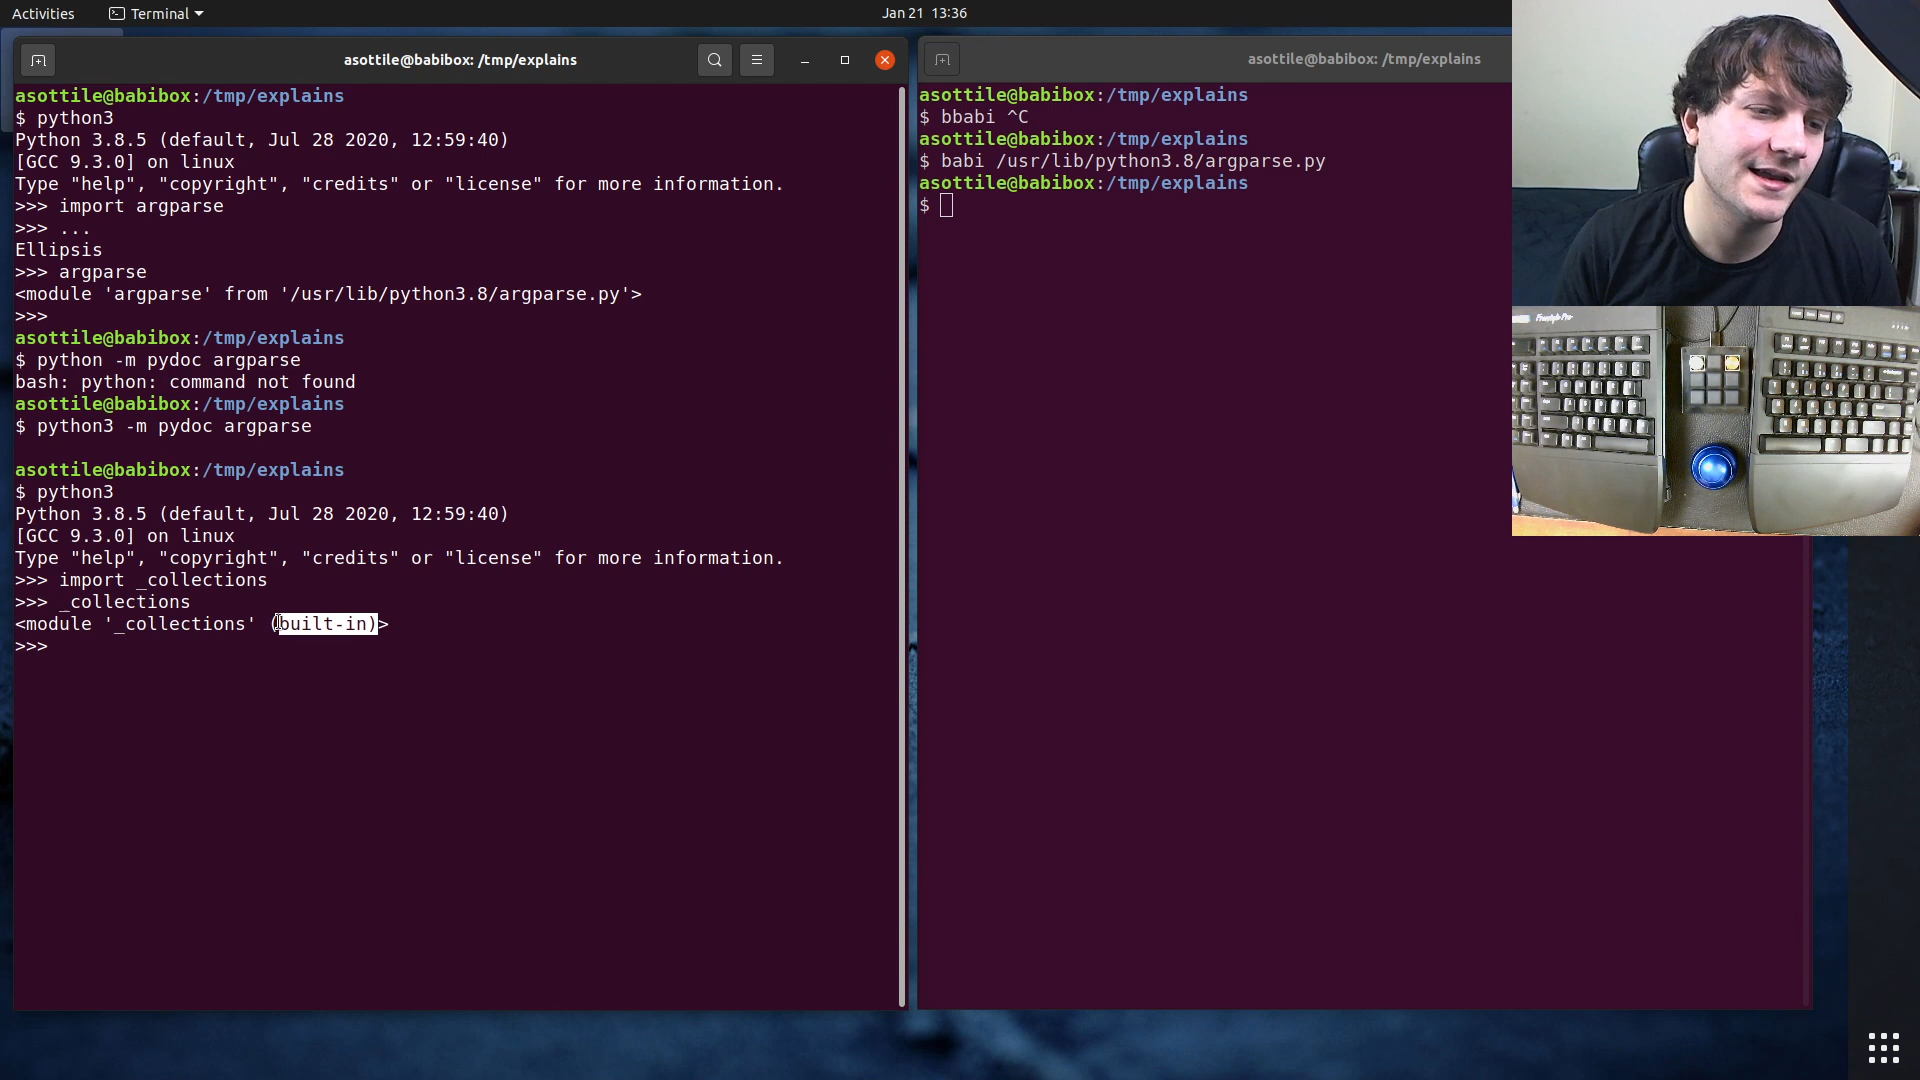 Activities
Terminal
Jan 21 13:36
asottile@babibox: /tmp/explains
asottile@babibox:/tmp/explains
$ python3
Python 3.8.5 (default, Jul 28 2020, 12:59:40)
[GCC 9.3.0] on linux
Type "help", "copyright", "credits" or "license" for more information.
>>> import argparse
>>> ...
Ellipsis
>>> argparse
<module 'argparse' from '/usr/lib/python3.8/argparse.py'>
>>>
asottile@babibox:/tmp/explains
$ python -m pydoc argparse
bash: python: command not found
asottile@babibox:/tmp/explains
$ python3 -m pydoc argparse
asottile@babibox:/tmp/explains
$ python3
Python 3.8.5 (default, Jul 28 2020, 12:59:40)
[GCC 9.3.0] on linux
Type "help", "copyright", "credits" or "license" for more information.
>>> import _collections
>>> _collections
<module '_collections' (built-in)>
>>>
asottile@babibox: /tmp/explains
asottile@babibox:/tmp/explains
$ bbabi ^C
asottile@babibox:/tmp/explains
$ babi /usr/lib/python3.8/argparse.py
asottile@babibox:/tmp/explains
$
Freestyle Pro